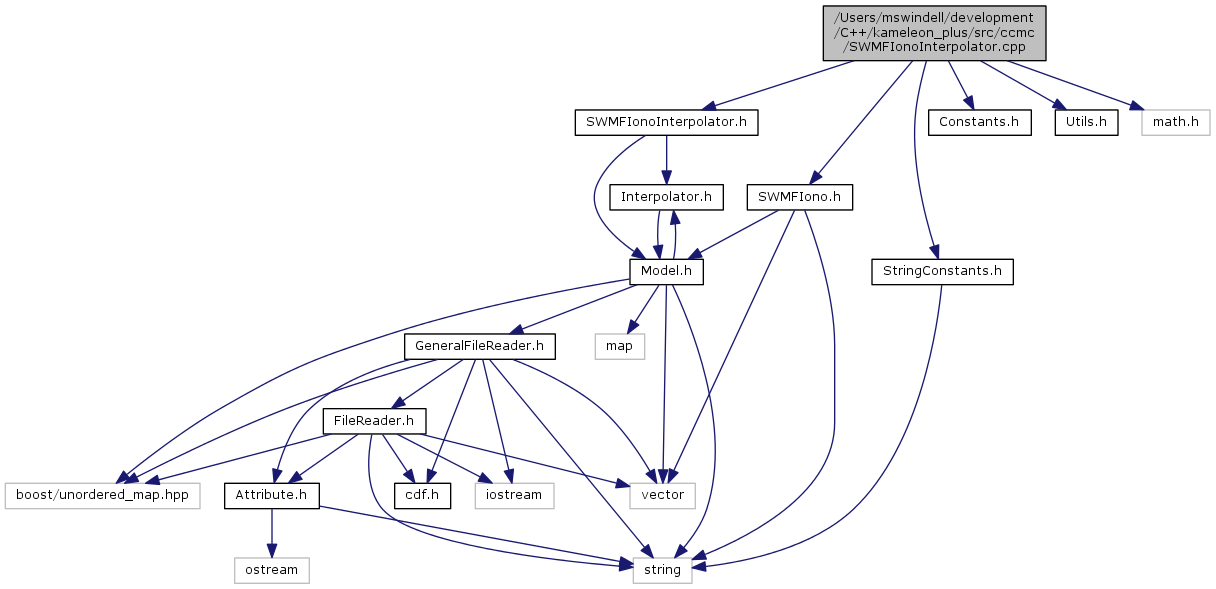 /Users/mswindell/development
/C++/kameleon_plus/src/ccmc
/SWMFIonoInterpolator.cpp
SWMFIonoInterpolator.h
Constants.h
Utils.h
math.h
Interpolator.h
SWMFIono.h
Model.h
StringConstants.h
GeneralFileReader.h
map
FileReader.h
boost/unordered_map.hpp
Attribute.h
cdf.h
iostream
vector
ostream
string